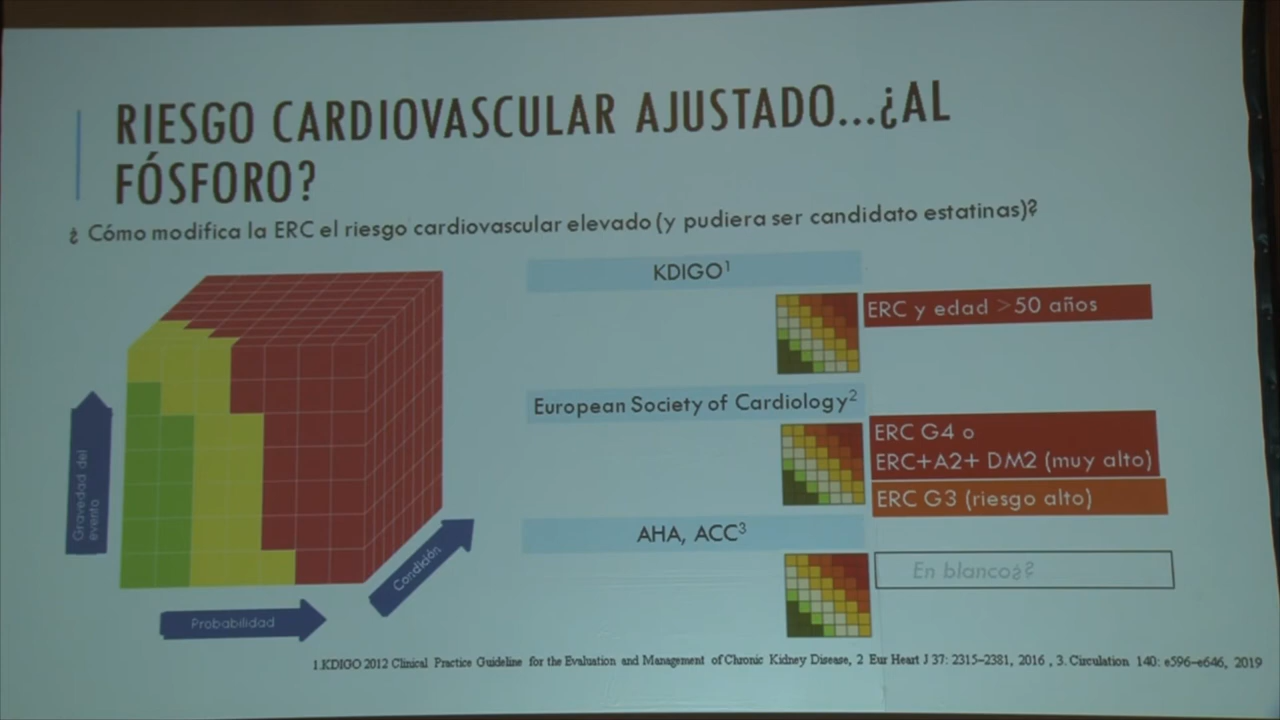 RIESGO CARDIOVASCULAR AJUSTADO...¿AL
FÓSFORO?
¿ Cómo modifica la ERC el riesgo cardiovascular elevado (y pudiera ser candidato estatinas)?
Gravedad del
evento
Probabilidad
Condición
KDIGO¹
ERC y edad >50 años
European Society of Cardiology²
ERC G4 o
ERC+A2+ DM2 (muy alto)
ERC G3 (riesgo alto)
AHA, ACC³
En blanco¿?
1.KDIGO 2012 Clinical Practice Guideline for the Evaluation and Management of Chronic Kidney Disease, 2 Eur Heart J 37: 2315–2381, 2016 , 3. Circulation 140: e596–e646, 2019